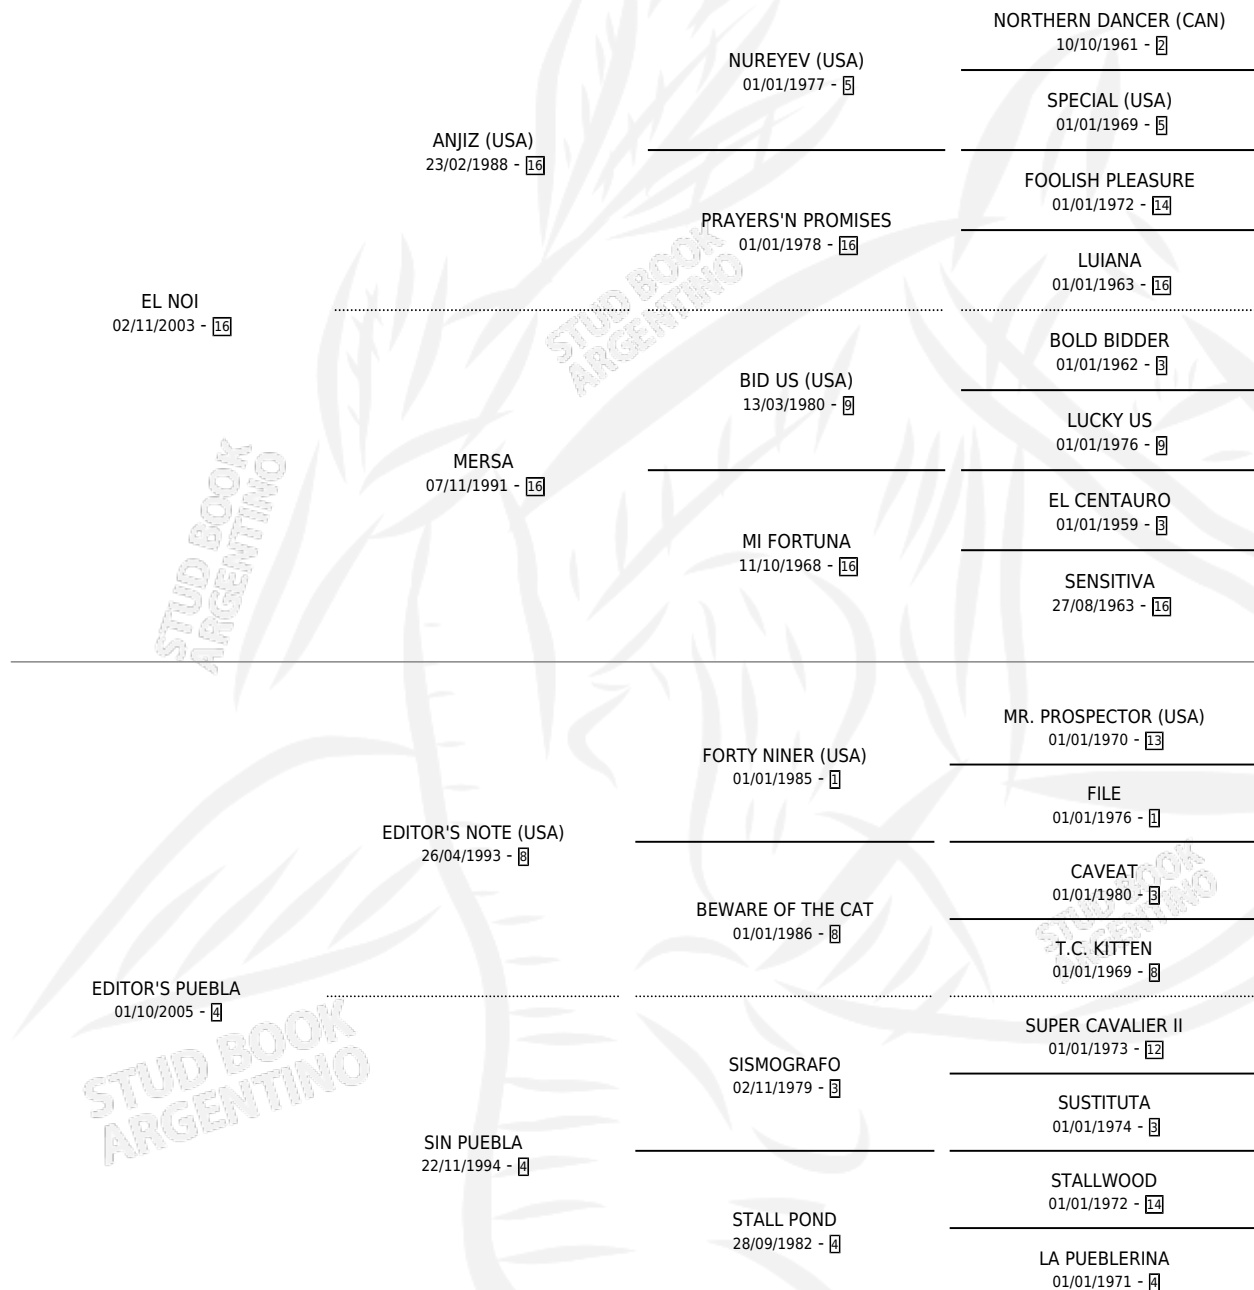 NORTHERN DANCER (CAN)
10/10/1961 - 2
NUREYEV (USA)
01/01/1977 - 5
SPECIAL (USA)
01/01/1969 - 5
ANJIZ (USA)
23/02/1988 - 16
FOOLISH PLEASURE
01/01/1972 - 14
PRAYERS'N PROMISES
01/01/1978 - 16
LUIANA
01/01/1963 - 16
EL NOI
02/11/2003 - 16
BOLD BIDDER
01/01/1962 - 3
BID US (USA)
13/03/1980 - 9
LUCKY US
01/01/1976 - 9
MERSA
07/11/1991 - 16
EL CENTAURO
01/01/1959 - 3
MI FORTUNA
11/10/1968 - 16
SENSITIVA
27/08/1963 - 16
MR. PROSPECTOR (USA)
01/01/1970 - 13
FORTY NINER (USA)
01/01/1985 - 1
FILE
01/01/1976 - 1
EDITOR'S NOTE (USA)
26/04/1993 - 8
CAVEAT
01/01/1980 - 3
BEWARE OF THE CAT
01/01/1986 - 8
T.C. KITTEN
01/01/1969 - 8
EDITOR'S PUEBLA
01/10/2005 - 4
SUPER CAVALIER II
01/01/1973 - 12
SISMOGRAFO
02/11/1979 - 3
SUSTITUTA
01/01/1974 - 3
SIN PUEBLA
22/11/1994 - 4
STALLWOOD
01/01/1972 - 14
STALL POND
28/09/1982 - 4
LA PUEBLERINA
01/01/1971 - 4
STUD BOOK
ARGENTINO
STUD BOOK
ARGENTINO
STUD BOOK
ARGENTINO
STUD BOOK
ARGENTINO